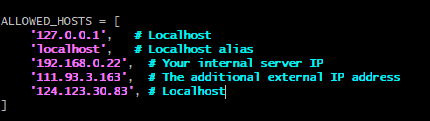 ALLOWED_HOSTS = [
'127.0.0.1', # Localhost
'localhost', # Localhost alias
'192.168.0.22', # Your internal server IP
'111.93.3.163', # The additional external IP address
'124.123.30.83', # Localhost
]